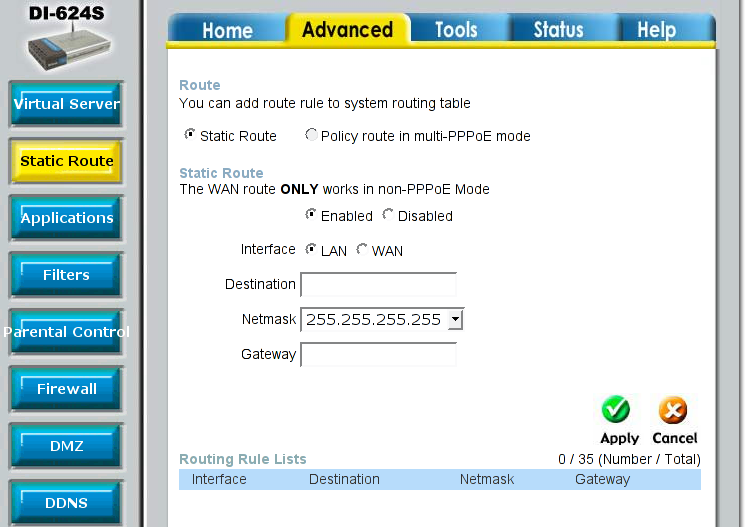 DI-624S
Home Advanced Tools Status Help
Virtual Server
Static Route
Applications
Filters
Parental Control
Firewall
DMZ
DDNS
Route
You can add route rule to system routing table
Static Route Policy route in multi-PPPoE mode
Static Route
The WAN route ONLY works in non-PPPoE Mode
Enabled Disabled
Interface LAN WAN
Destination
Netmask 255.255.255.255
Gateway
Apply Cancel
Routing Rule Lists 0 / 35 (Number / Total)
Interface Destination Netmask Gateway